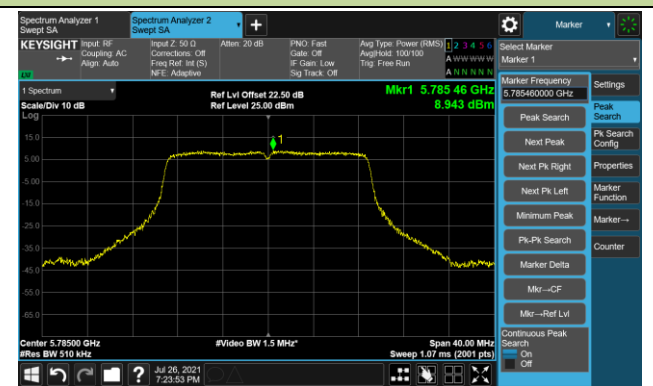 Spectrum Analyzer 1
Swept SA
Spectrum Analyzer 2
Swept SA
+
Marker
KEYSIGHT
Input: RF
Coupling: AC
Align: Auto
Input Z: 50 Ω
Corrections: Off
Freq Ref: Int (S)
NFE: Adaptive
Atten: 20 dB
PNO: Fast
Gate: Off
IF Gain: Low
Sig Track: Off
Avg Type: Power (RMS)
Avg|Hold: 100/100
Trig: Free Run
1 2 3 4 5 6
A W W W W W
A N N N N N
Select Marker
Marker 1
1 Spectrum
Scale/Div 10 dB
Log
Ref Lvl Offset 22.50 dB
Ref Level 25.00 dBm
Mkr1 5.785 46 GHz
8.943 dBm
1
15.0
5.00
-5.00
-15.0
-25.0
-35.0
-45.0
-55.0
-65.0
Center 5.78500 GHz
#Res BW 510 kHz
#Video BW 1.5 MHz*
Span 40.00 MHz
Sweep 1.07 ms (2001 pts)
Marker Frequency
5.785460000 GHz
Peak Search
Next Peak
Next Pk Right
Next Pk Left
Minimum Peak
Pk-Pk Search
Marker Delta
Mkr→CF
Mkr→Ref Lvl
Continuous Peak
Search
On
Off
Settings
Peak
Search
Pk Search
Config
Properties
Marker
Function
Marker→
Counter
?
Jul 26, 2021
7:23:53 PM